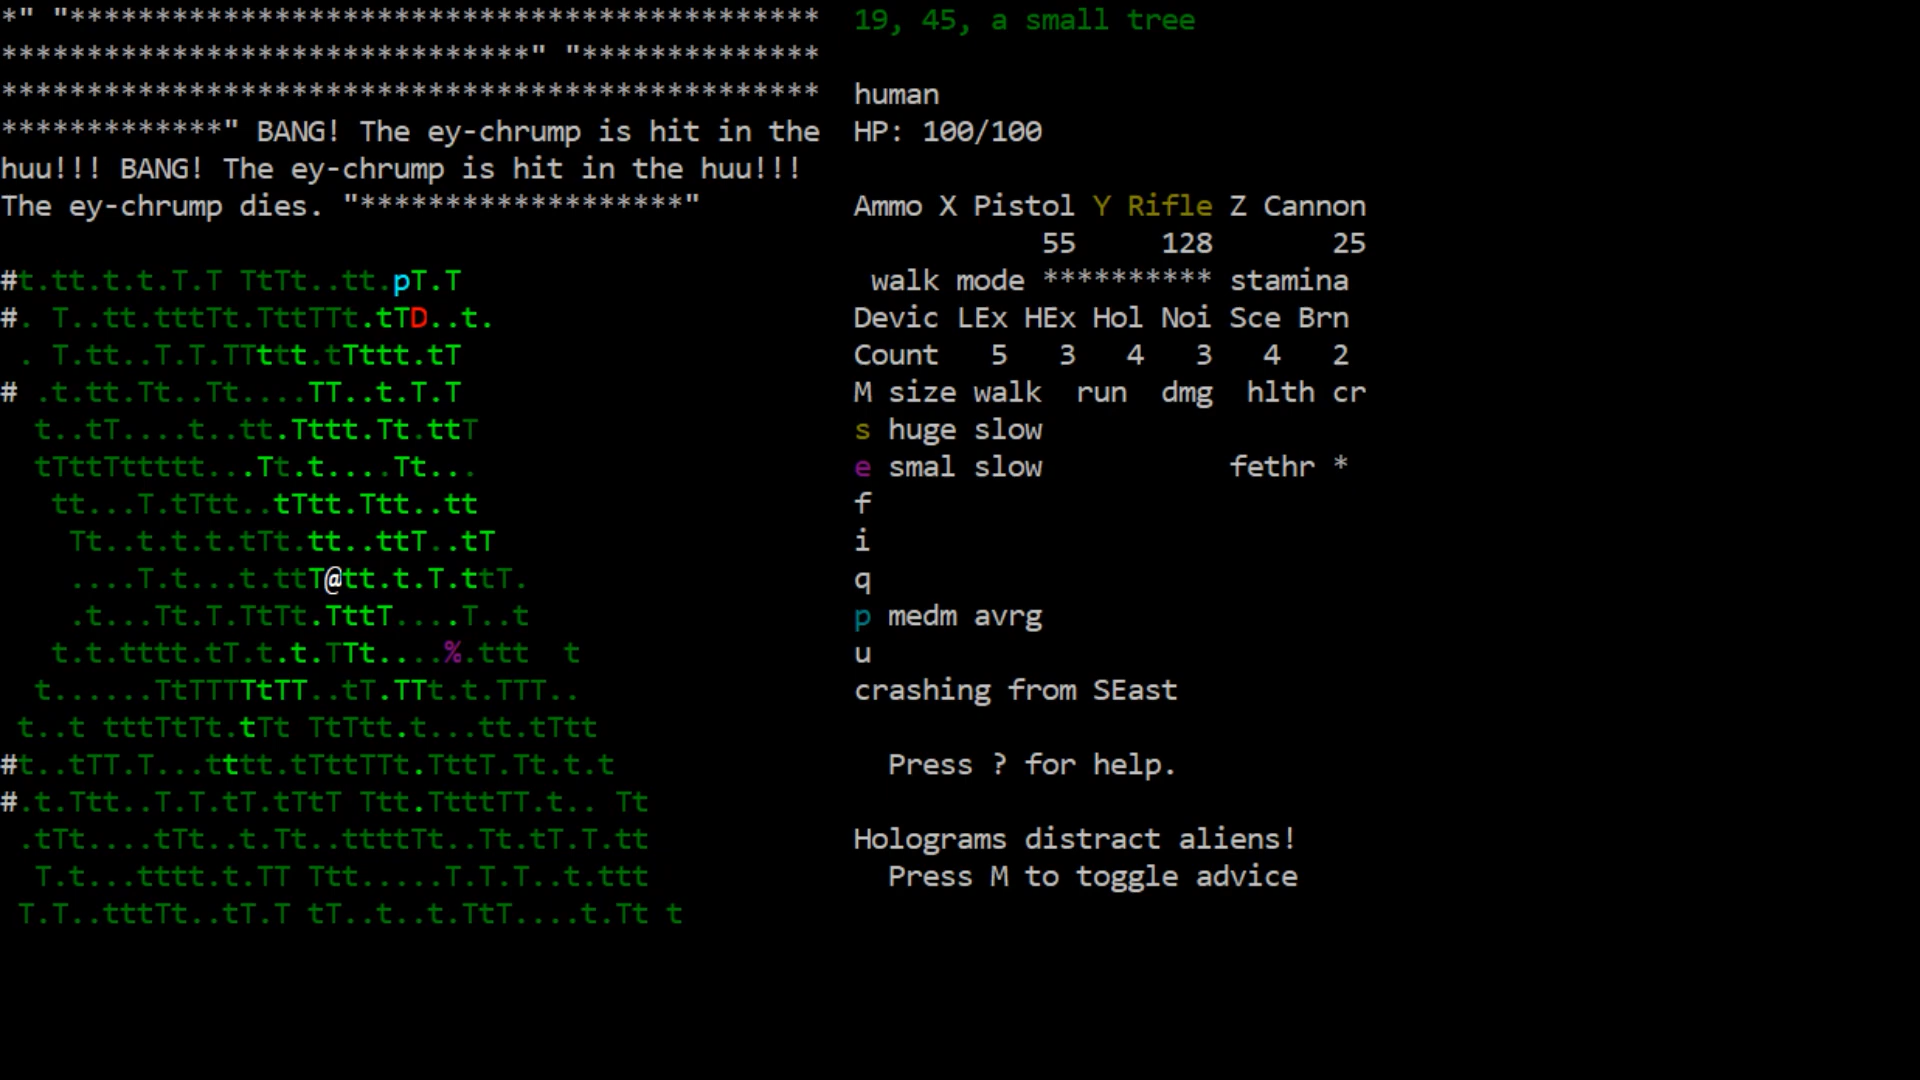 *" "********************************************
*******************************" "**************
************************************************
*************" BANG! The ey-chrump is hit in the
huu!!! BANG! The ey-chrump is hit in the huu!!!
The ey-chrump dies. "*******************"
#t.tt.t.t.T.T TtTt..tt.pT.T
#. T..tt.tttTt.TttTTt.tTD..t.
. T.tt..T.T.TTttt.tTttt.tT
# .t.tt.Tt..Tt....TT..t.T.T
t..tT....t..tt.Tttt.Tt.ttT
tTttTttttt...Tt.t....Tt...
tt...T.tTtt..tTtt.Ttt..tt
Tt..t.t.t.tTt.tt..ttT..tT
....T.t...t.ttT@tt.t.T.ttT.
.t...Tt.T.TtTt.TttT....T..t
t.t.tttt.tT.t.t.TTt....%.ttt  t
t......TtTTTTtTT..tT.TTt.t.TTT..
t..t tttTtTt.tTt TtTtt.t...tt.tTtt
#t..tTT.T...tttt.tTttTTt.TttT.Tt.t.t
#.t.Ttt..T.T.tT.tTtT Ttt.TtttTT.t.. Tt
.tTt....tTt..t.Tt..ttttTt..Tt.tT.T.tt
T.t...tttt.t.TT Ttt.....T.T.T..t.ttt
T.T..tttTt..tT.T tT..t..t.TtT....t.Tt t
19, 45, a small tree
human
HP: 100/100
Ammo X Pistol Y Rifle Z Cannon
55     128       25
walk mode ********** stamina
Devic LEx HEx Hol Noi Sce Brn
Count   5   3   4   3   4   2
M size walk  run  dmg  hlth cr
s huge slow
e smal slow           fethr *
f
i
q
p medm avrg
u
crashing from SEast
Press ? for help.
Holograms distract aliens!
Press M to toggle advice